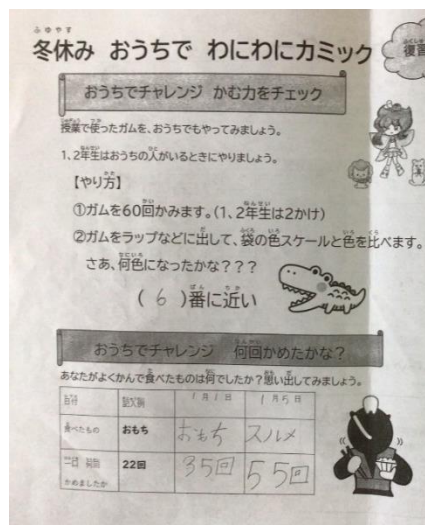 ふゆやす
冬休み おうちで わにわにカミック
復習
おうちでチャレンジ かむ力をチェック
授業で使ったガムを、おうちでもやってみましょう。
1、2年生はおうちの人がいるときにやりましょう。
【やり方】
①ガムを60回かみます。(1、2年生は2かけ)
②ガムをラップなどに出して、袋の色スケールと色を比べます。
さあ、何色になったかな???
( 6 )番に近い
おうちでチャレンジ 何回かめたかな?
あなたがよくかんで食べたものは何でしたか?思い出してみましょう。
日付 記入例 1月1日 1月5日
食べたもの おもち おもち スルメ
一口 何回 22回 35回 55回
かめましたか